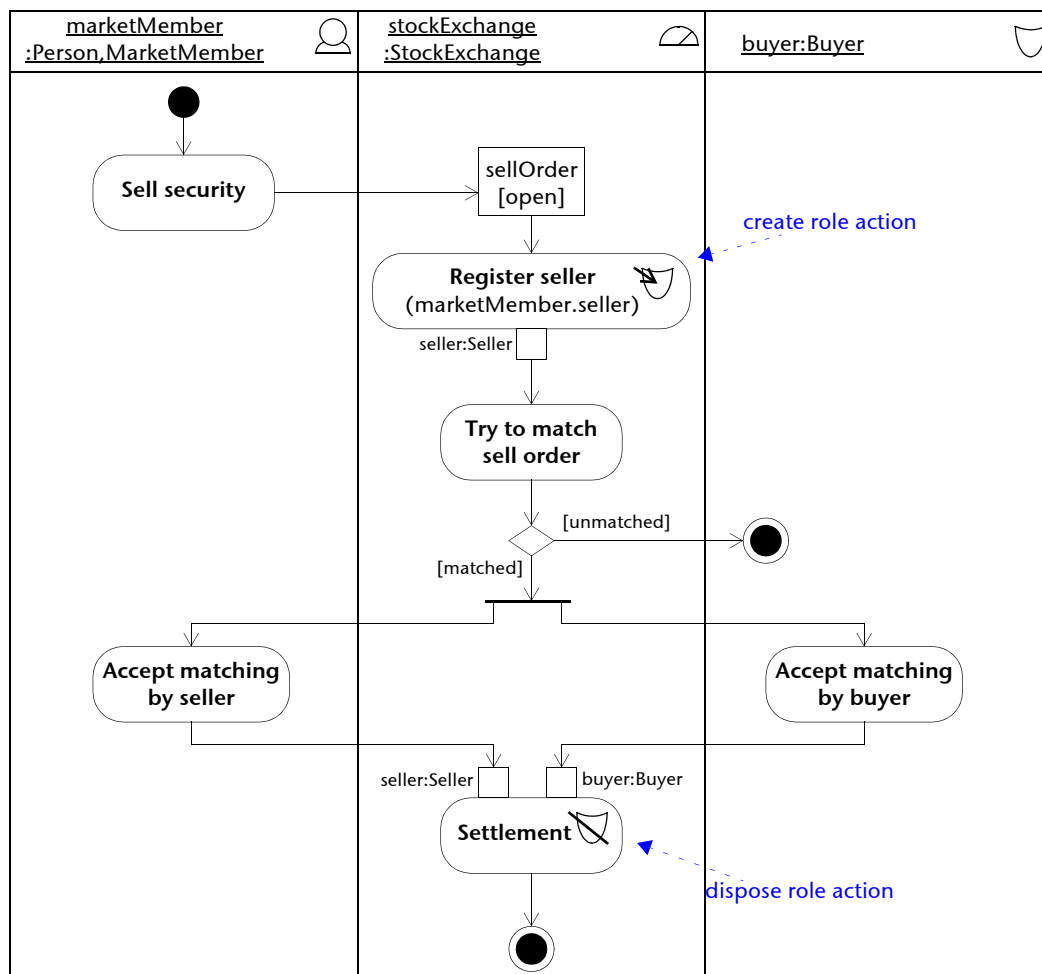 marketMember
:Person,MarketMember
stockExchange
:StockExchange
buyer:Buyer
Sell security
sellOrder
[open]
create role action
Register seller
(marketMember.seller)
seller:Seller
Try to match
sell order
[unmatched]
[matched]
Accept matching
by seller
Accept matching
by buyer
seller:Seller
buyer:Buyer
Settlement
dispose role action